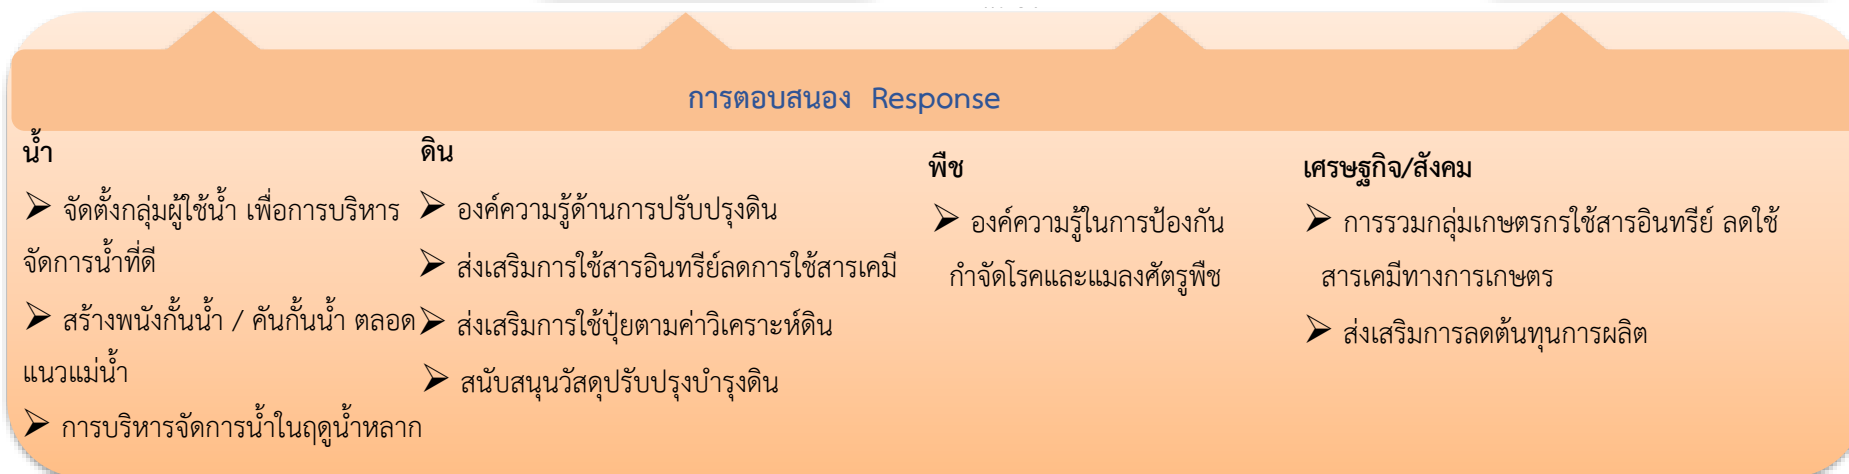 การตอบสนอง Response
น้ำ
➢ จัดตั้งกลุ่มผู้ใช้น้ำ เพื่อการบริหาร
จัดการน้ำที่ดี
➢ สร้างพนังกั้นน้ำ / คันกั้นน้ำ ตลอด
แนวแม่น้ำ
➢ การบริหารจัดการน้ำในฤดูน้ำหลาก
ดิน
➢ องค์ความรู้ด้านการปรับปรุงดิน
➢ ส่งเสริมการใช้สารอินทรีย์ลดการใช้สารเคมี
➢ ส่งเสริมการใช้ปุ๋ยตามค่าวิเคราะห์ดิน
➢ สนับสนุนวัสดุปรับปรุงบำรุงดิน
พืช
➢ องค์ความรู้ในการป้องกัน
กำจัดโรคและแมลงศัตรูพืช
เศรษฐกิจ/สังคม
➢ การรวมกลุ่มเกษตรกรใช้สารอินทรีย์ ลดใช้
สารเคมีทางการเกษตร
➢ ส่งเสริมการลดต้นทุนการผลิต